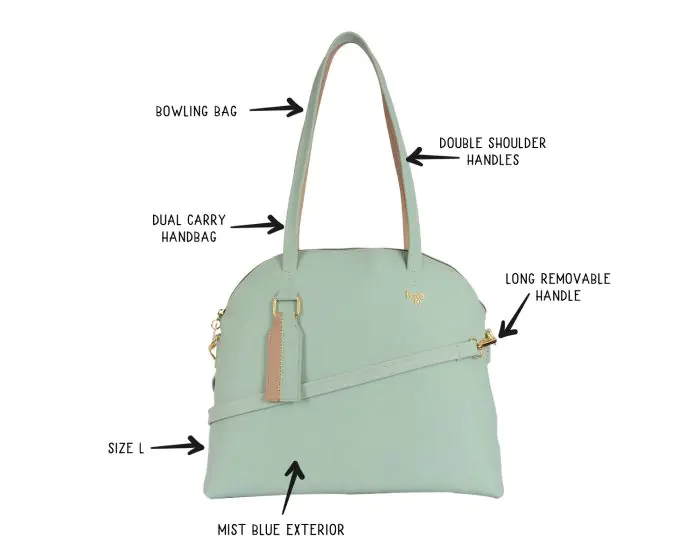 BOWLING BAG
DOUBLE SHOULDER
HANDLES
DUAL CARRY
HANDBAG
LONG REMOVABLE
HANDLE
SIZE L
MIST BLUE EXTERIOR